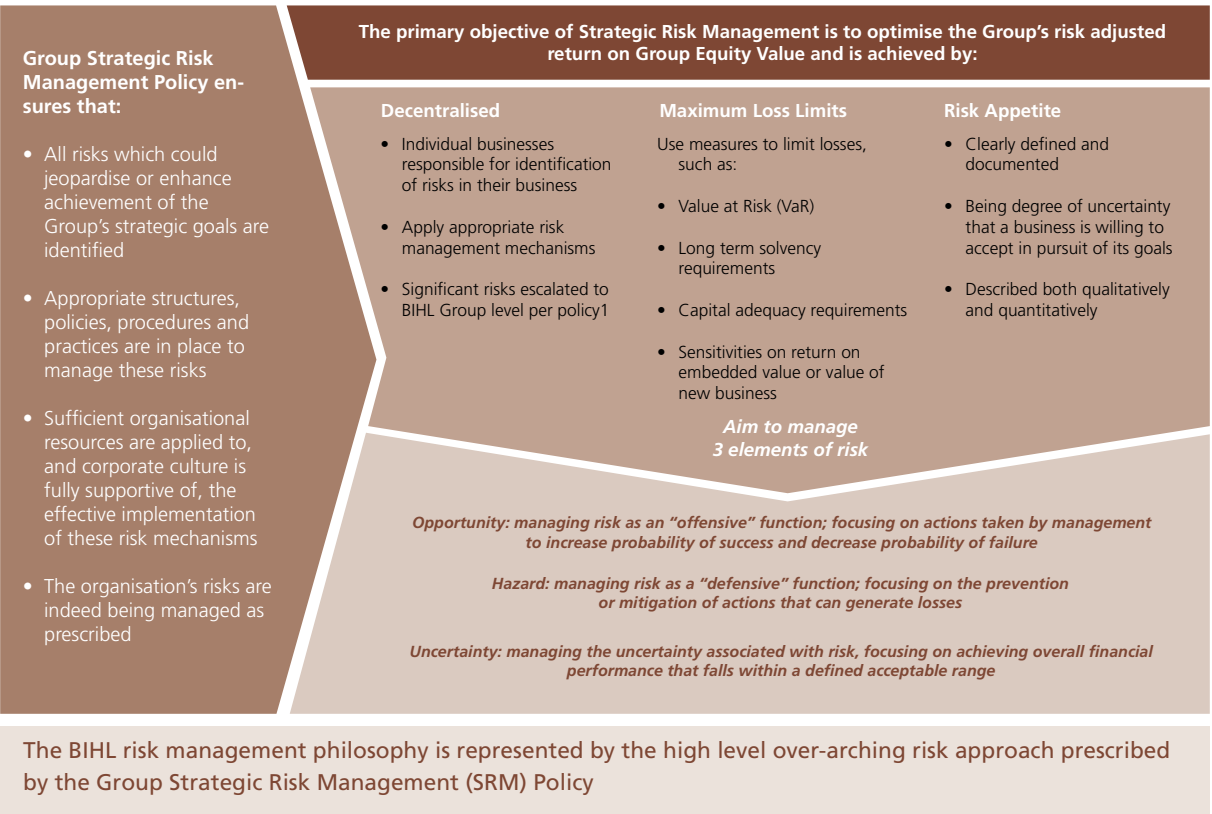 Group Strategic Risk
Management Policy en-
sures that:
• All risks which could
jeopardise or enhance
achievement of the
Group’s strategic goals are
identified
• Appropriate structures,
policies, procedures and
practices are in place to
manage these risks
• Sufficient organisational
resources are applied to,
and corporate culture is
fully supportive of, the
effective implementation
of these risk mechanisms
• The organisation’s risks are
indeed being managed as
prescribed
The primary objective of Strategic Risk Management is to optimise the Group’s risk adjusted
return on Group Equity Value and is achieved by:
Decentralised
• Individual businesses
responsible for identification
of risks in their business
• Apply appropriate risk
management mechanisms
• Significant risks escalated to
BIHL Group level per policy1
Maximum Loss Limits
Use measures to limit losses,
such as:
• Value at Risk (VaR)
• Long term solvency
requirements
• Capital adequacy requirements
• Sensitivities on return on
embedded value or value of
new business
Risk Appetite
• Clearly defined and
documented
• Being degree of uncertainty
that a business is willing to
accept in pursuit of its goals
• Described both qualitatively
and quantitatively
Aim to manage
3 elements of risk
Opportunity: managing risk as an “offensive” function; focusing on actions taken by management
to increase probability of success and decrease probability of failure
Hazard: managing risk as a “defensive” function; focusing on the prevention
or mitigation of actions that can generate losses
Uncertainty: managing the uncertainty associated with risk, focusing on achieving overall financial
performance that falls within a defined acceptable range
The BIHL risk management philosophy is represented by the high level over-arching risk approach prescribed
by the Group Strategic Risk Management (SRM) Policy